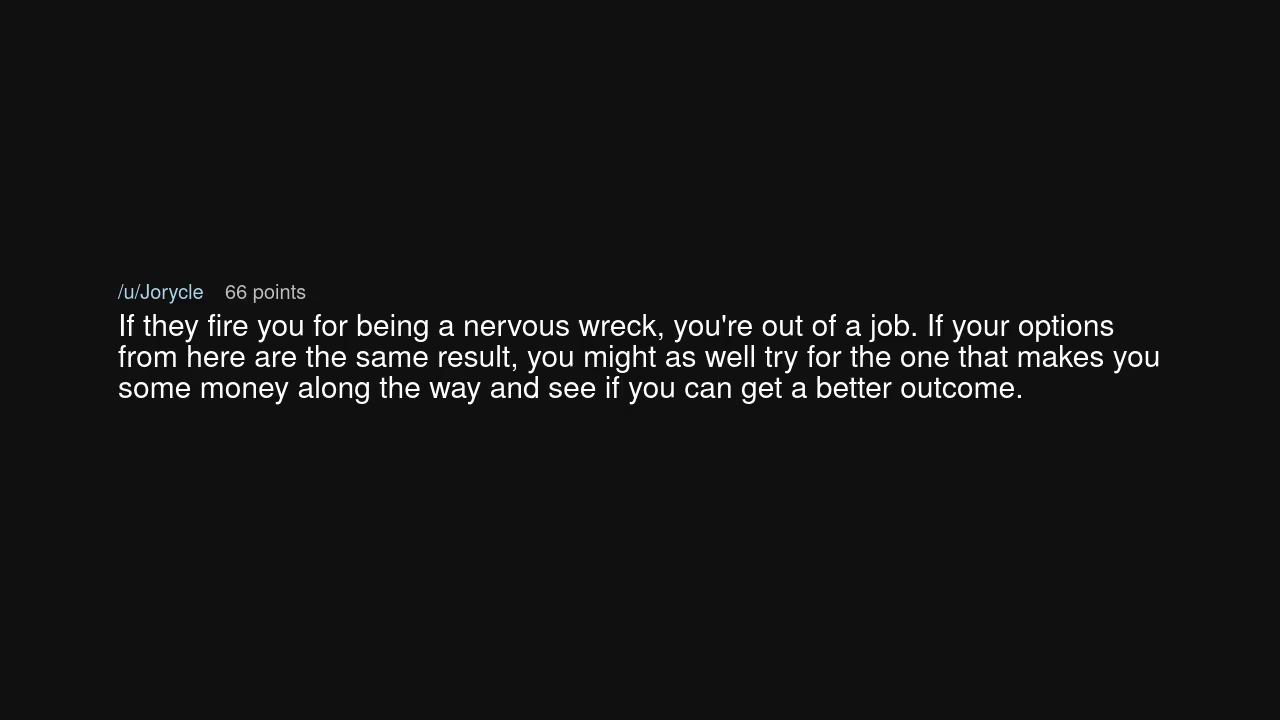 /u/Jorycle 66 points
If they fire you for being a nervous wreck, you're out of a job. If your options
from here are the same result, you might as well try for the one that makes you
some money along the way and see if you can get a better outcome.